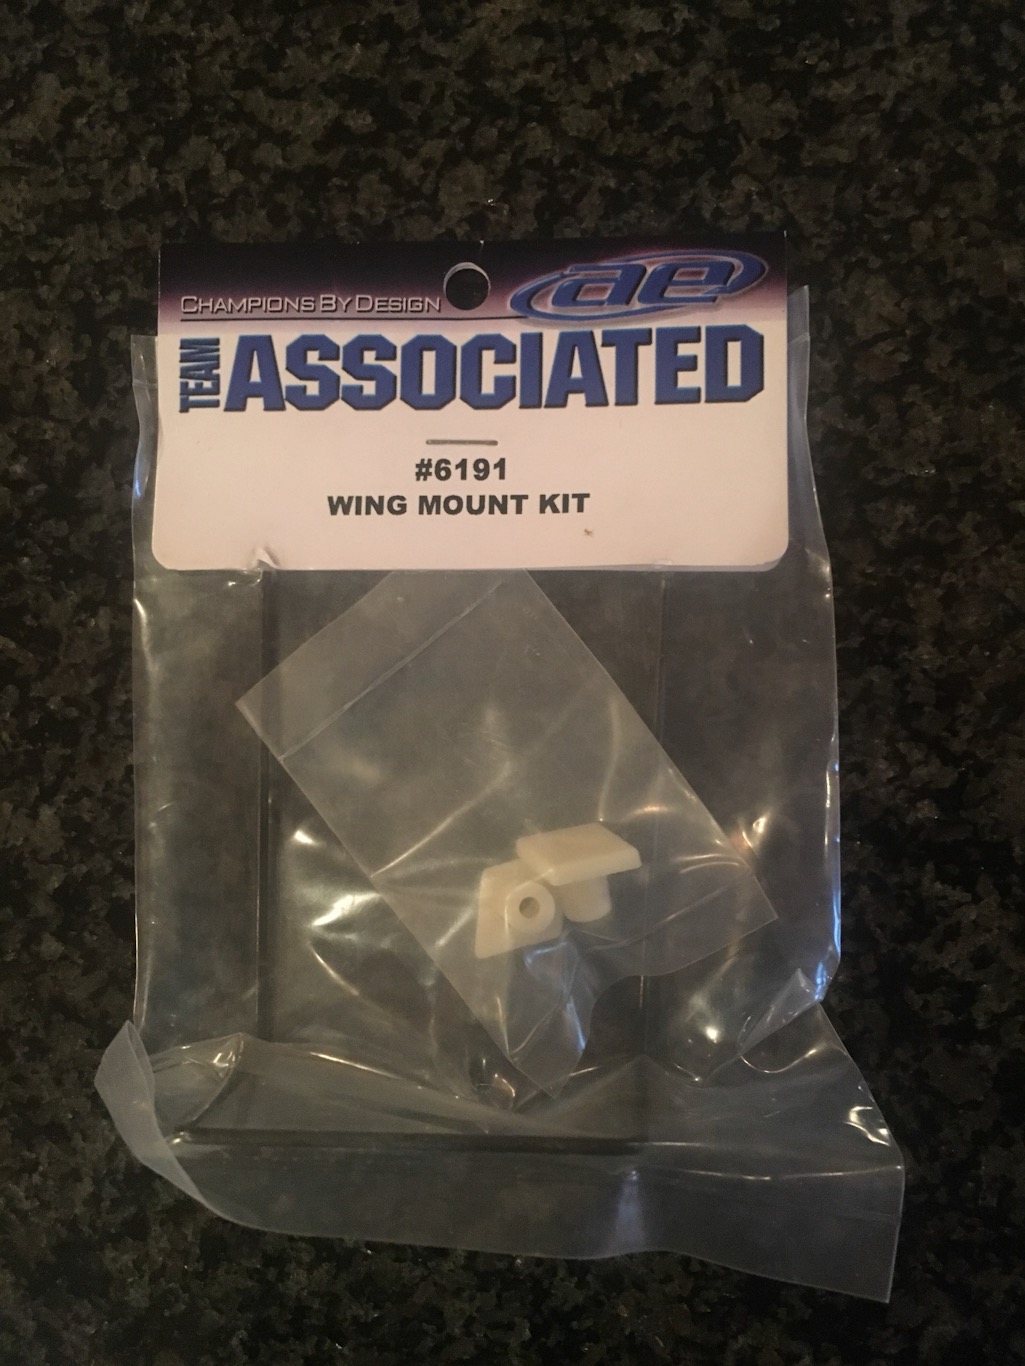 CHAMPIONS BY DESIGN
ae
TEAM ASSOCIATED
#6191
WING MOUNT KIT